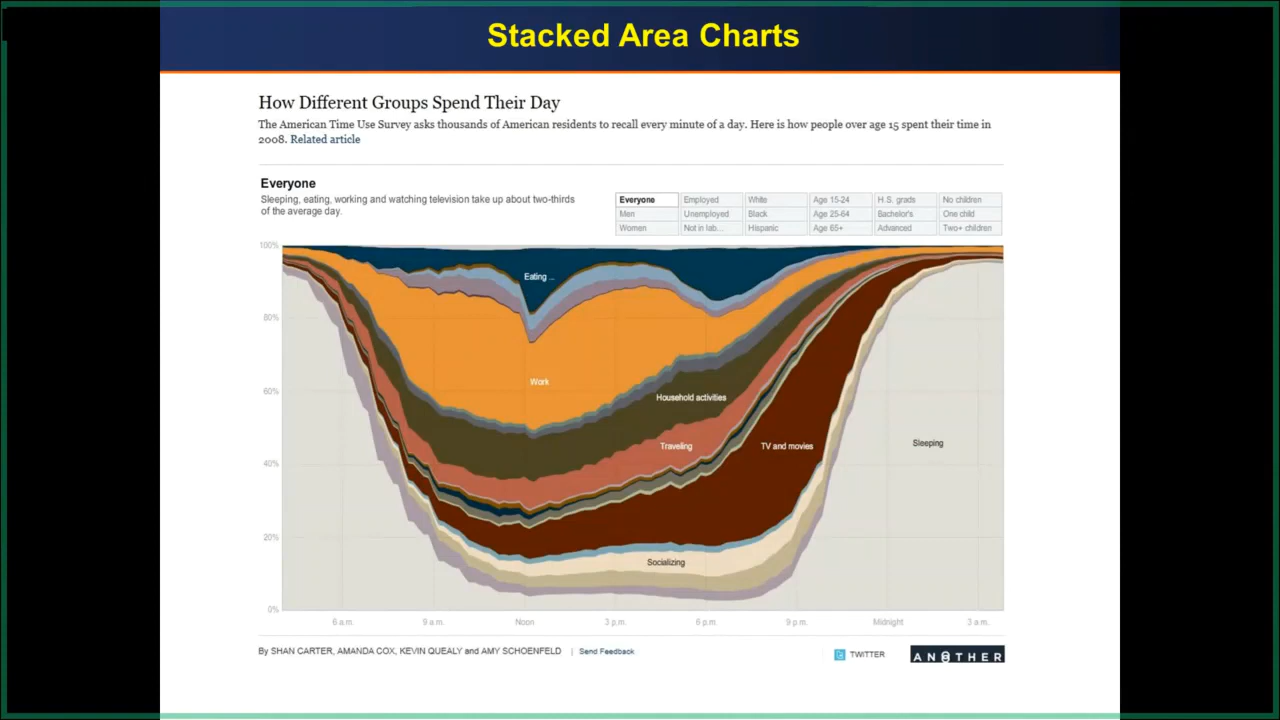 Stacked Area Charts
How Different Groups Spend Their Day
The American Time Use Survey asks thousands of American residents to recall every minute of a day. Here is how people over age 15 spent their time in
2008. Related article
Everyone
Sleeping, eating, working and watching television take up about two-thirds
of the average day.
Everyone Employed White Age 15-24 H.S. grads No children
Men Unemployed Black Age 25-64 Bachelor's One child
Women Not in lab... Hispanic Age 65+ Advanced Two+ children
100%
Eating ...
80%
Work
60%
Household activities
Traveling
TV and movies
Sleeping
40%
20%
Socializing
0%
6 a.m. 9 a.m. Noon 3 p.m. 6 p.m. 9 p.m. Midnight 3 a.m.
By SHAN CARTER, AMANDA COX, KEVIN QUEALY and AMY SCHOENFELD | Send Feedback
TWITTER
ANOTHER